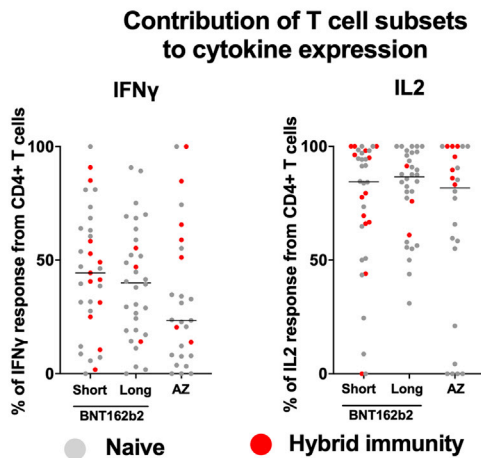 Contribution of T cell subsets
to cytokine expression
IFNγ
% of IFNγ response from CD4+ T cells
100
50
0
Short
Long
AZ
BNT162b2
IL2
% of IL2 response from CD4+ T cells
100
50
0
Short
Long
AZ
BNT162b2
Naive
Hybrid immunity